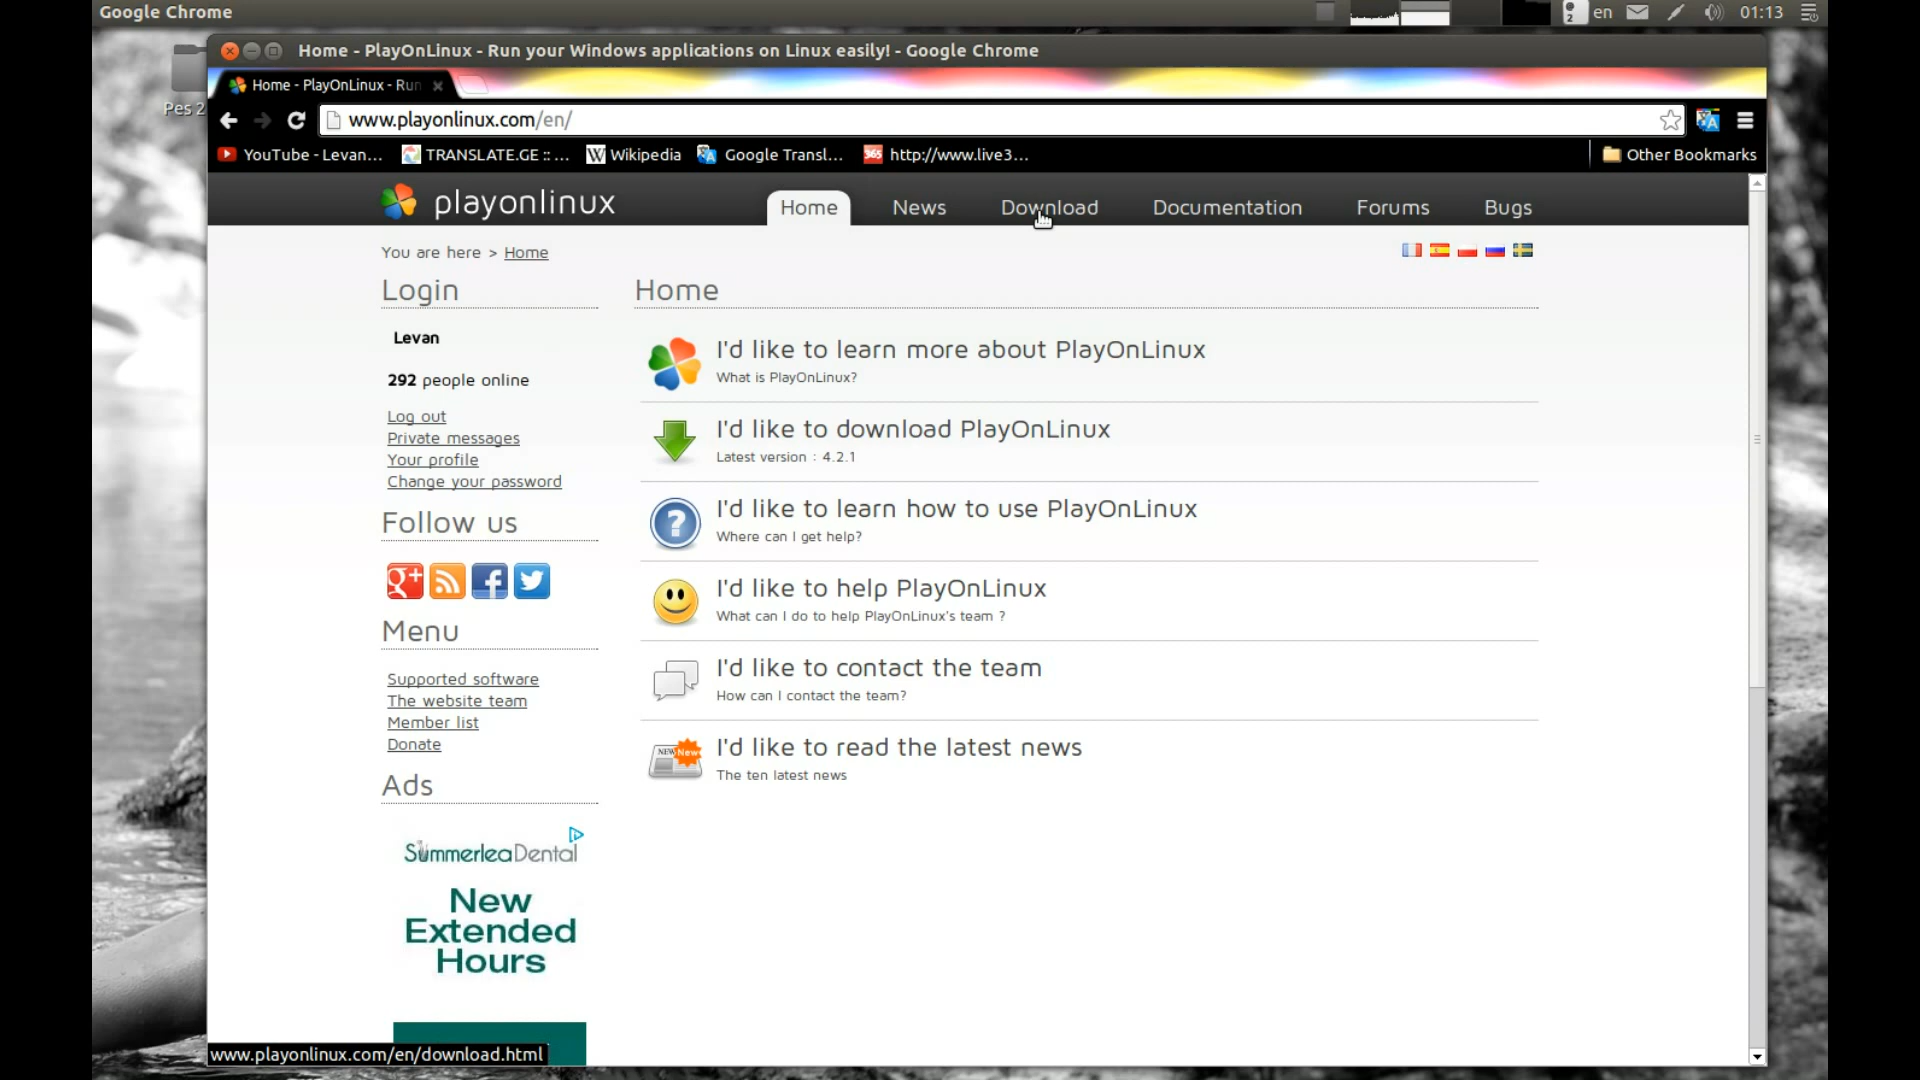 Google Chrome
en
01:13
Pes 2
Home - PlayOnLinux - Run your Windows applications on Linux easily! - Google Chrome
Home - PlayOnLinux - Run
www.playonlinux.com/en/
YouTube - Levan... TRANSLATE.GE :: ... Wikipedia Google Transl... http://www.live3... Other Bookmarks
playonlinux
Home News Download Documentation Forums Bugs
You are here > Home
Login
Levan
292 people online
Log out
Private messages
Your profile
Change your password
Follow us
Menu
Supported software
The website team
Member list
Donate
Ads
SummerleaDental
New
Extended
Hours
Home
I'd like to learn more about PlayOnLinux
What is PlayOnLinux?
I'd like to download PlayOnLinux
Latest version : 4.2.1
I'd like to learn how to use PlayOnLinux
Where can I get help?
I'd like to help PlayOnLinux
What can I do to help PlayOnLinux's team ?
I'd like to contact the team
How can I contact the team?
I'd like to read the latest news
The ten latest news
www.playonlinux.com/en/download.html